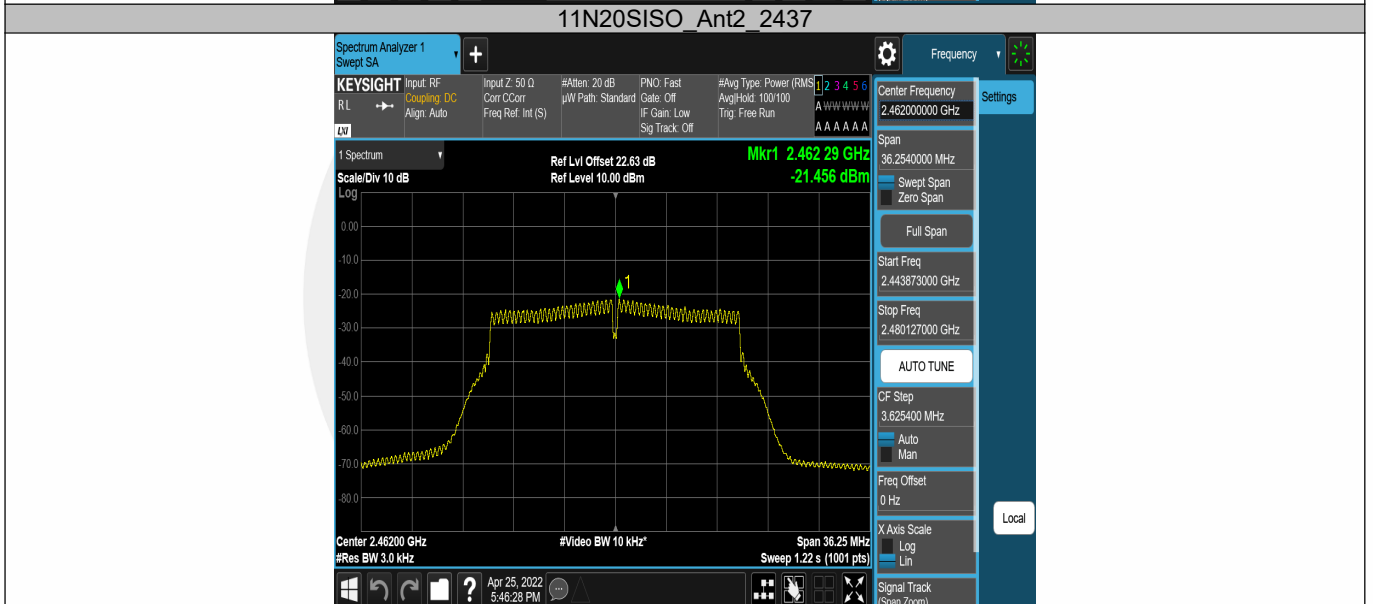 11N20SISO_Ant2_2437
Spectrum Analyzer 1
Swept SA
+
Frequency
KEYSIGHT
RL
LXI
Input: RF
Coupling: DC
Align: Auto
Input Z: 50 Ω
Corr CCorr
Freq Ref: Int (S)
#Atten: 20 dB
µW Path: Standard
PNO: Fast
Gate: Off
IF Gain: Low
Sig Track: Off
#Avg Type: Power (RMS
Avg|Hold: 100/100
Trig: Free Run
1 2 3 4 5 6
A W W W W W
A A A A A A
Center Frequency
2.462000000 GHz
Settings
1 Spectrum
Scale/Div 10 dB
Log
Ref Lvl Offset 22.63 dB
Ref Level 10.00 dBm
Mkr1 2.462 29 GHz
-21.456 dBm
Span
36.2540000 MHz
Swept Span
Zero Span
Full Span
Start Freq
2.443873000 GHz
Stop Freq
2.480127000 GHz
AUTO TUNE
CF Step
3.625400 MHz
Auto
Man
Freq Offset
0 Hz
X Axis Scale
Log
Lin
Signal Track
(Span Zoom)
Local
0.00
-10.0
-20.0
-30.0
-40.0
-50.0
-60.0
-70.0
-80.0
1
Center 2.46200 GHz
#Res BW 3.0 kHz
#Video BW 10 kHz*
Span 36.25 MHz
Sweep 1.22 s (1001 pts)
?
Apr 25, 2022
5:46:28 PM